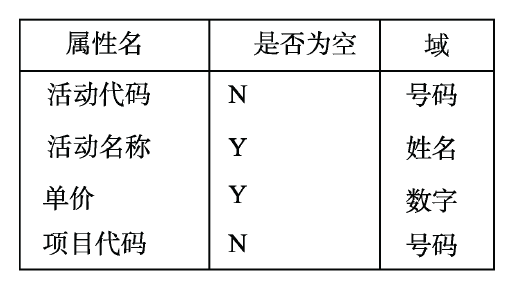 属性名 是否为空 域
活动代码 N 号码
活动名称 Y 姓名
单价 Y 数字
项目代码 N 号码